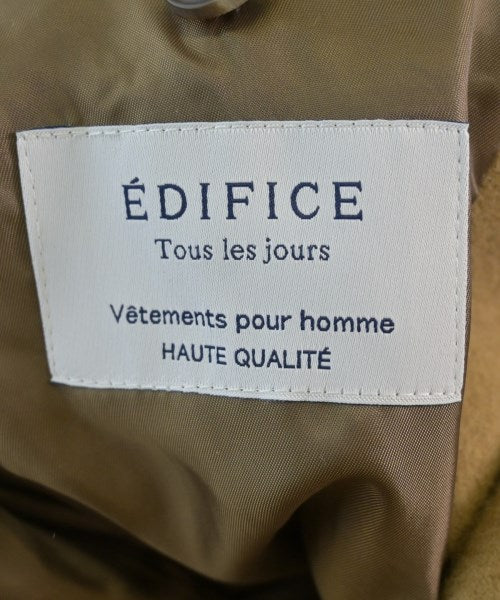 ÉDIFICE
Tous les jours
Vêtements pour homme
HAUTE QUALITÉ